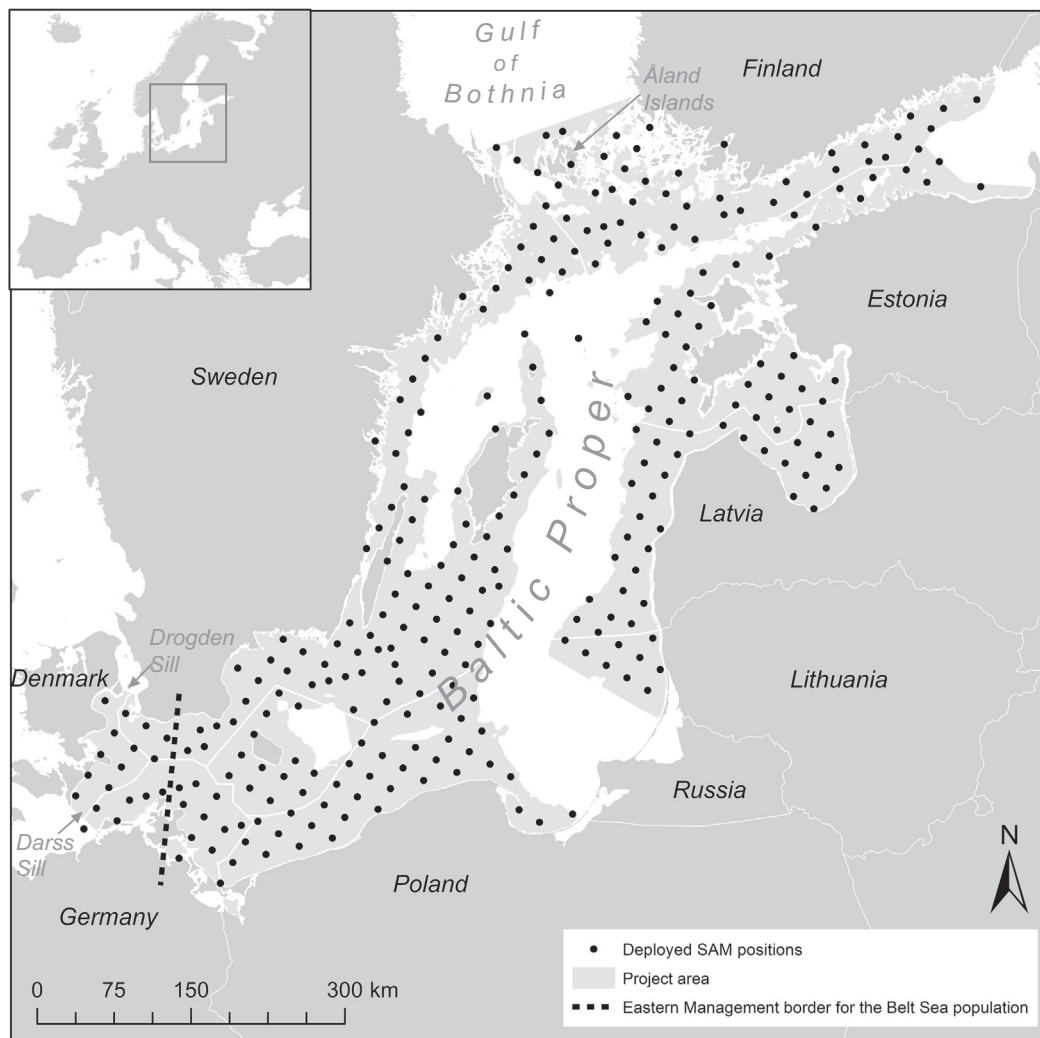 Gulf
of
Bothnia
Åland
Islands
Finland
Estonia
Sweden
Baltic Proper
Latvia
Drogden
Sill
Denmark
Lithuania
Russia
Darss
Sill
Poland
Germany
N
0 75 150 300 km
Deployed SAM positions
Project area
Eastern Management border for the Belt Sea population